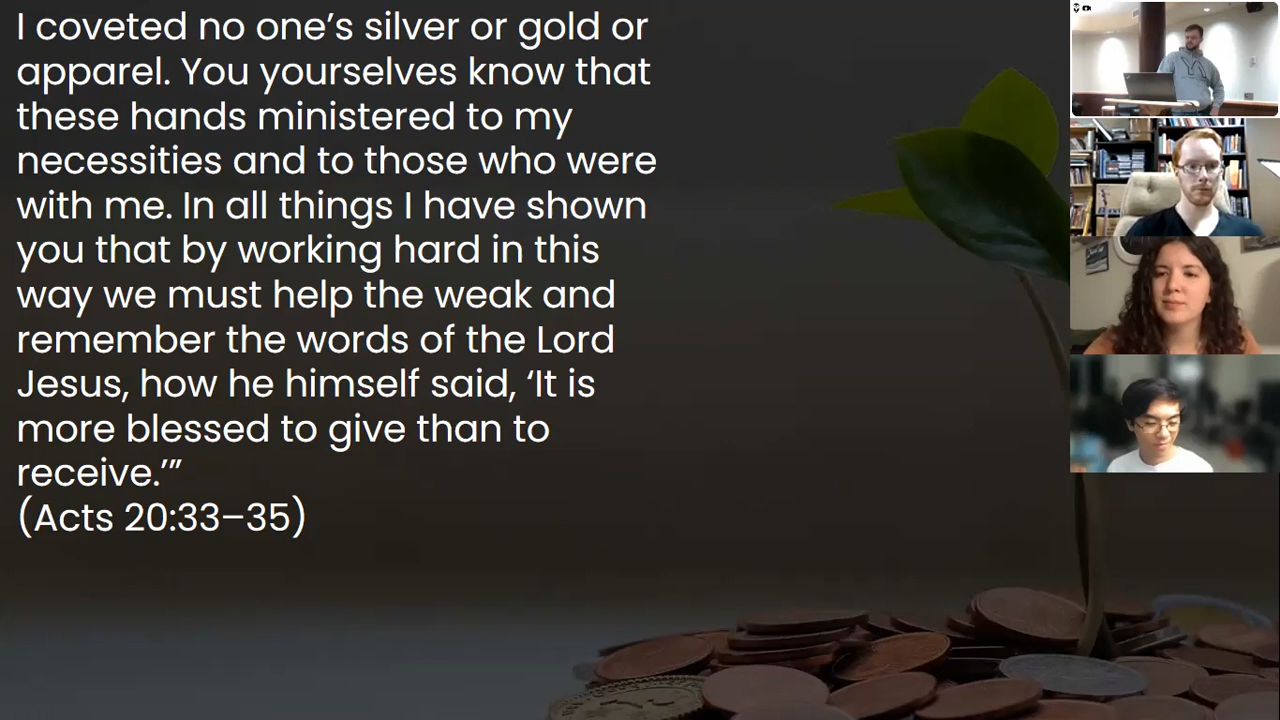 I coveted no one’s silver or gold or
apparel. You yourselves know that
these hands ministered to my
necessities and to those who were
with me. In all things I have shown
you that by working hard in this
way we must help the weak and
remember the words of the Lord
Jesus, how he himself said, ‘It is
more blessed to give than to
receive.’”
(Acts 20:33–35)